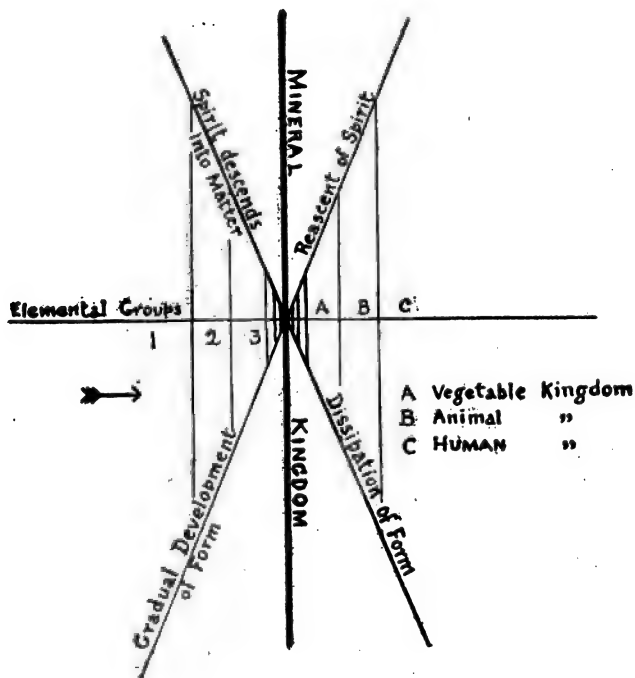 Spirit descends
into Matter
MINERAL
KINGDOM
Reascent of Spirit
Elemental Groups
1 2 3 A B C
A Vegetable Kingdom
B Animal "
C HUMAN "
Gradual Development
of Form
Dissipation of Form